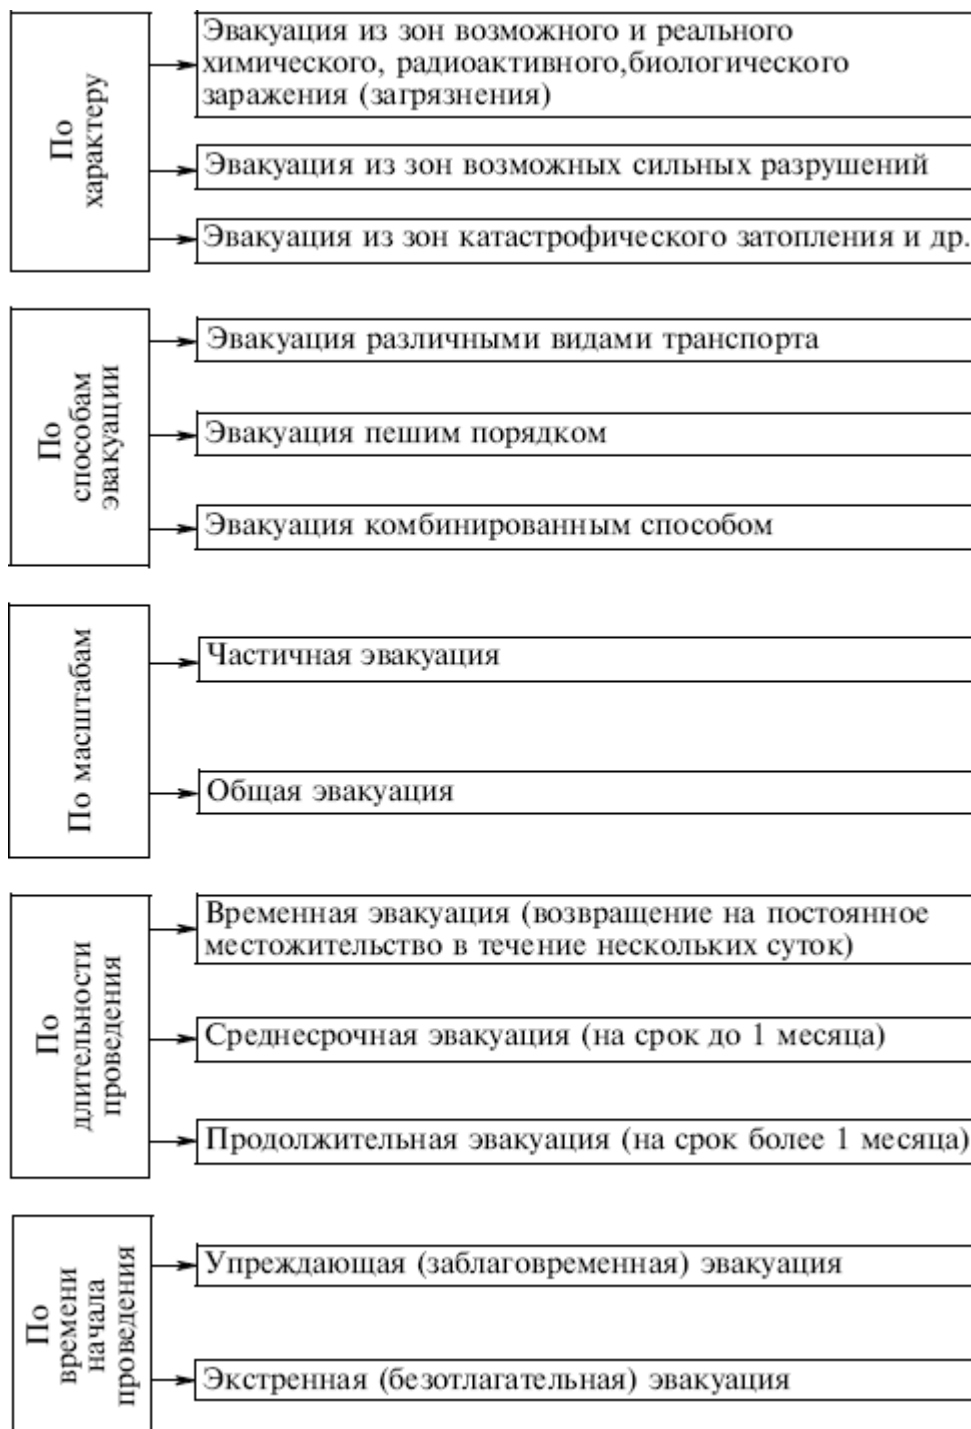 По
характеру
Эвакуация из зон возможного и реального
химического, радиоактивного,биологического
заражения (загрязнения)
Эвакуация из зон возможных сильных разрушений
Эвакуация из зон катастрофического затопления и др.
По
способам
эвакуации
Эвакуация различными видами транспорта
Эвакуация пешим порядком
Эвакуация комбинированным способом
По масштабам
Частичная эвакуация
Общая эвакуация
По
длительности
проведения
Временная эвакуация (возвращение на постоянное
местожительство в течение нескольких суток)
Среднесрочная эвакуация (на срок до 1 месяца)
Продолжительная эвакуация (на срок более 1 месяца)
По
времени
начала
проведения
Упреждающая (заблаговременная) эвакуация
Экстренная (безотлагательная) эвакуация